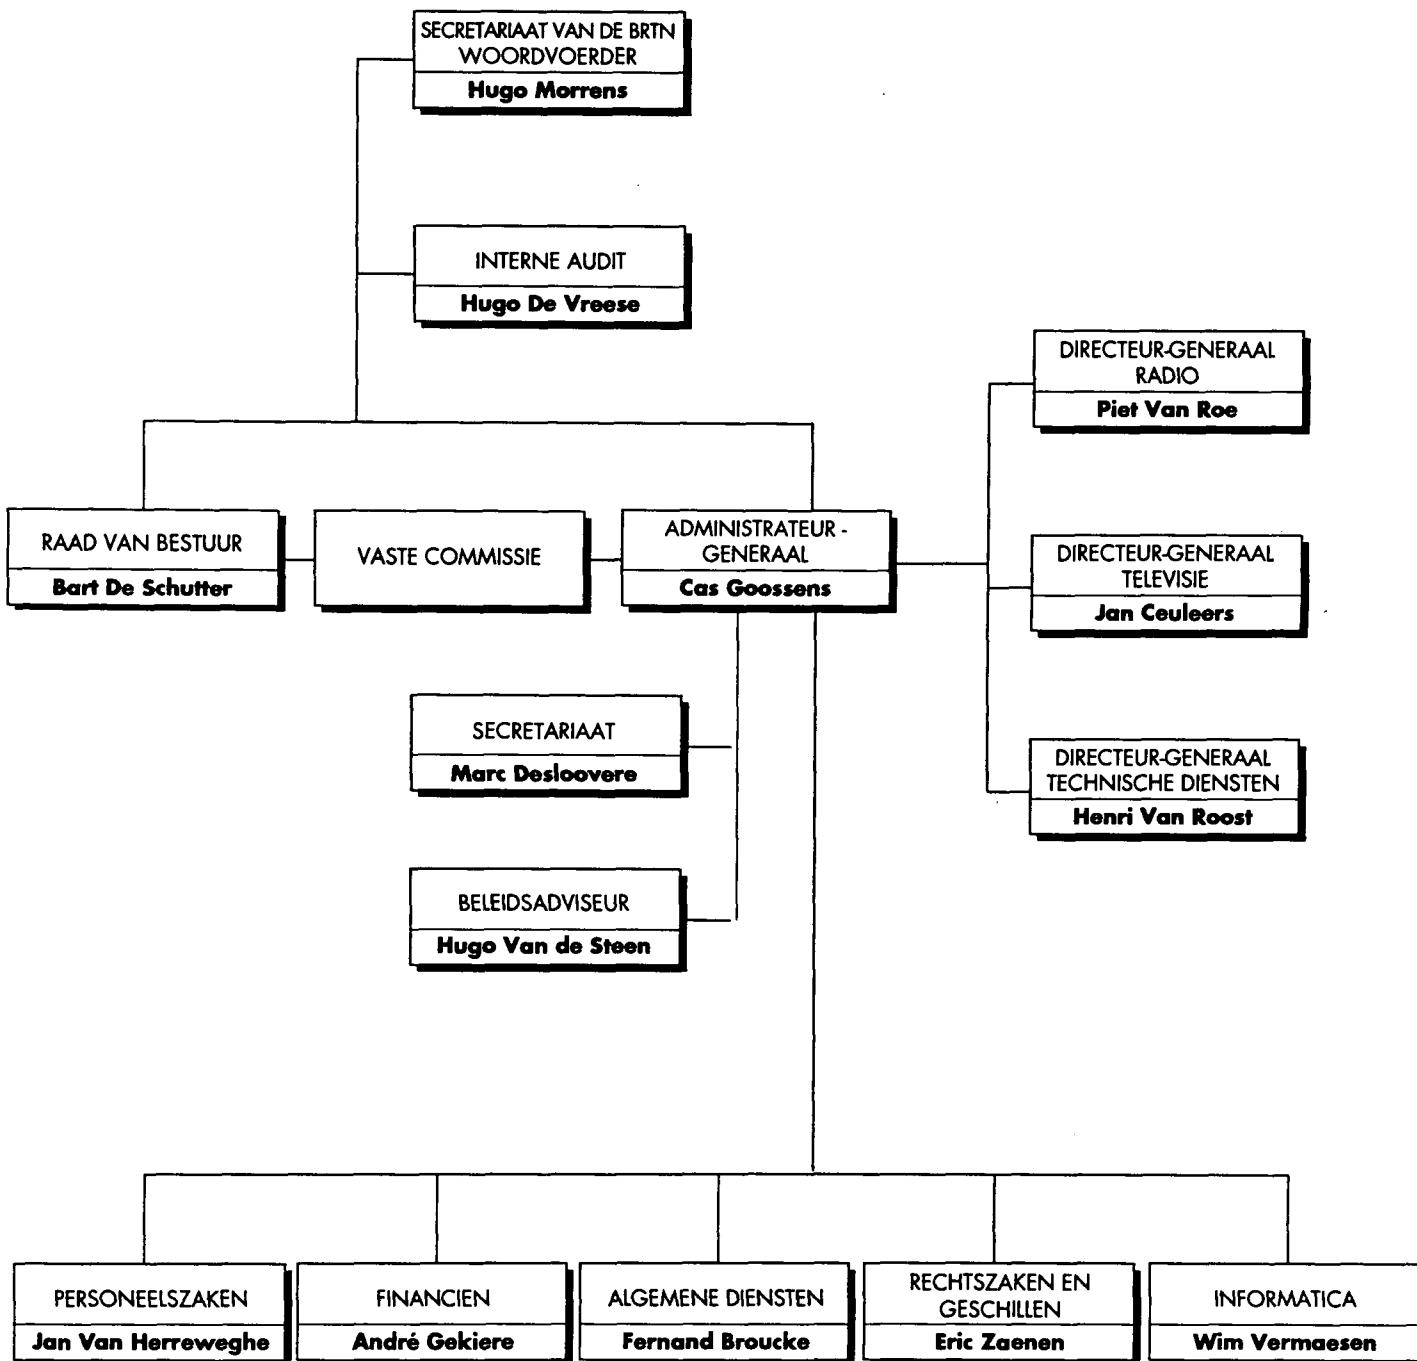 SECRETARIAAT VAN DE BRTN
WOORDVOERDER
Hugo Morrens
INTERNE AUDIT
Hugo De Vreese
DIRECTEUR-GENERAAL
RADIO
Piet Van Roe
RAAD VAN BESTUUR
Bart De Schutter
VASTE COMMISSIE
ADMINISTRATEUR -
GENERAAL
Cas Goossens
DIRECTEUR-GENERAAL
TELEVISIE
Jan Ceuleers
SECRETARIAAT
Marc Desloovere
DIRECTEUR-GENERAAL
TECHNISCHE DIENSTEN
Henri Van Roost
BELEIDSADVISEUR
Hugo Van de Steen
PERSONEELSZAKEN
Jan Van Herreweghe
FINANCIEN
André Gekiere
ALGEMENE DIENSTEN
Fernand Broucke
RECHTSZAKEN EN
GESCHILLEN
Eric Zaenen
INFORMATICA
Wim Vermaesen